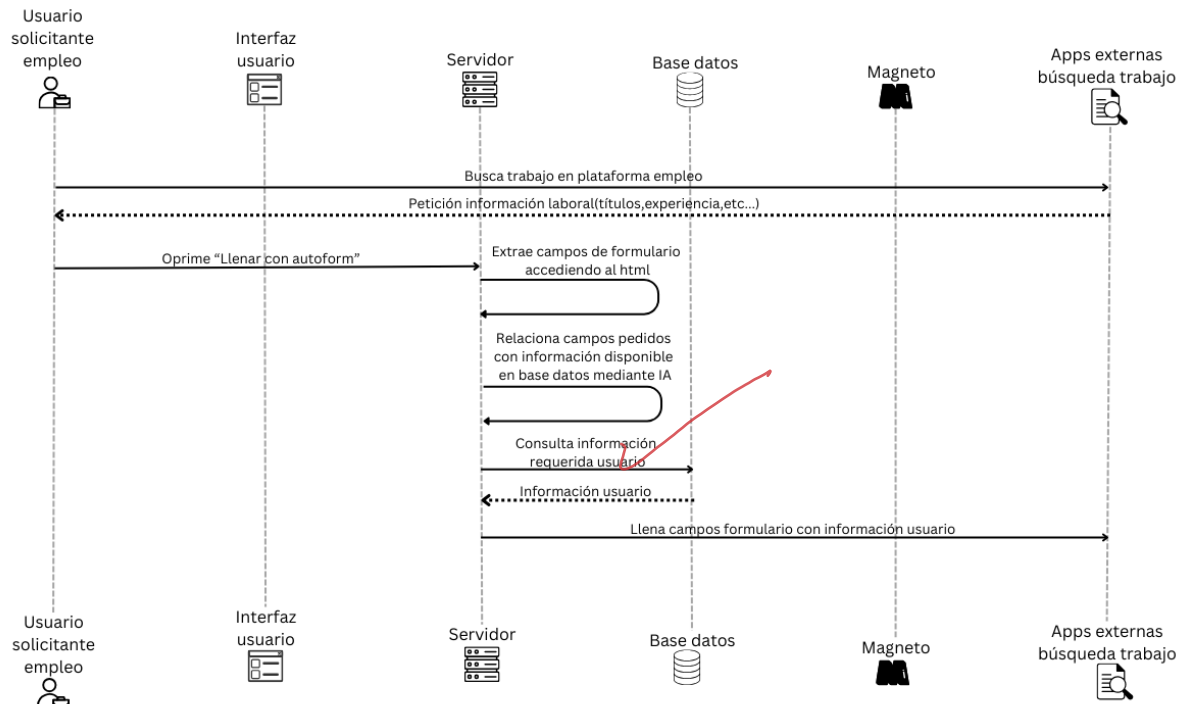 Usuario
solicitante
empleo
Interfaz
usuario
Servidor
Base datos
Magneto
Apps externas
búsqueda trabajo
Busca trabajo en plataforma empleo
Petición información laboral(títulos,experiencia,etc...)
Oprime “Llenar con autoform”
Extrae campos de formulario
accediendo al html
Relaciona campos pedidos
con información disponible
en base datos mediante IA
Consulta información
requerida usuario
Información usuario
Llena campos formulario con información usuario
Usuario
solicitante
empleo
Interfaz
usuario
Servidor
Base datos
Magneto
Apps externas
búsqueda trabajo